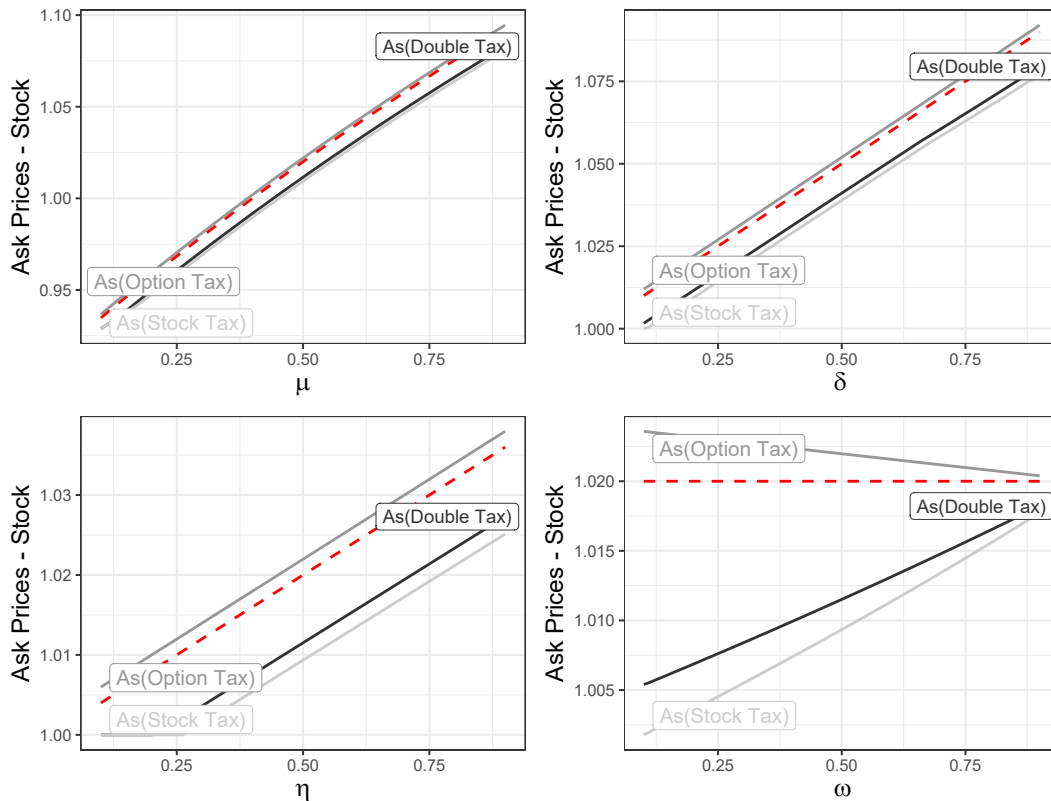 Ask Prices - Stock
1.10
1.05
1.00
0.95
As(Double Tax)
As(Option Tax)
As(Stock Tax)
0.25 0.50 0.75
μ
Ask Prices - Stock
1.075
1.050
1.025
1.000
As(Double Tax)
As(Option Tax)
As(Stock Tax)
0.25 0.50 0.75
δ
Ask Prices - Stock
1.03
1.02
1.01
1.00
As(Double Tax)
As(Option Tax)
As(Stock Tax)
0.25 0.50 0.75
η
Ask Prices - Stock
1.020
1.015
1.010
1.005
As(Option Tax)
As(Double Tax)
As(Stock Tax)
0.25 0.50 0.75
ω